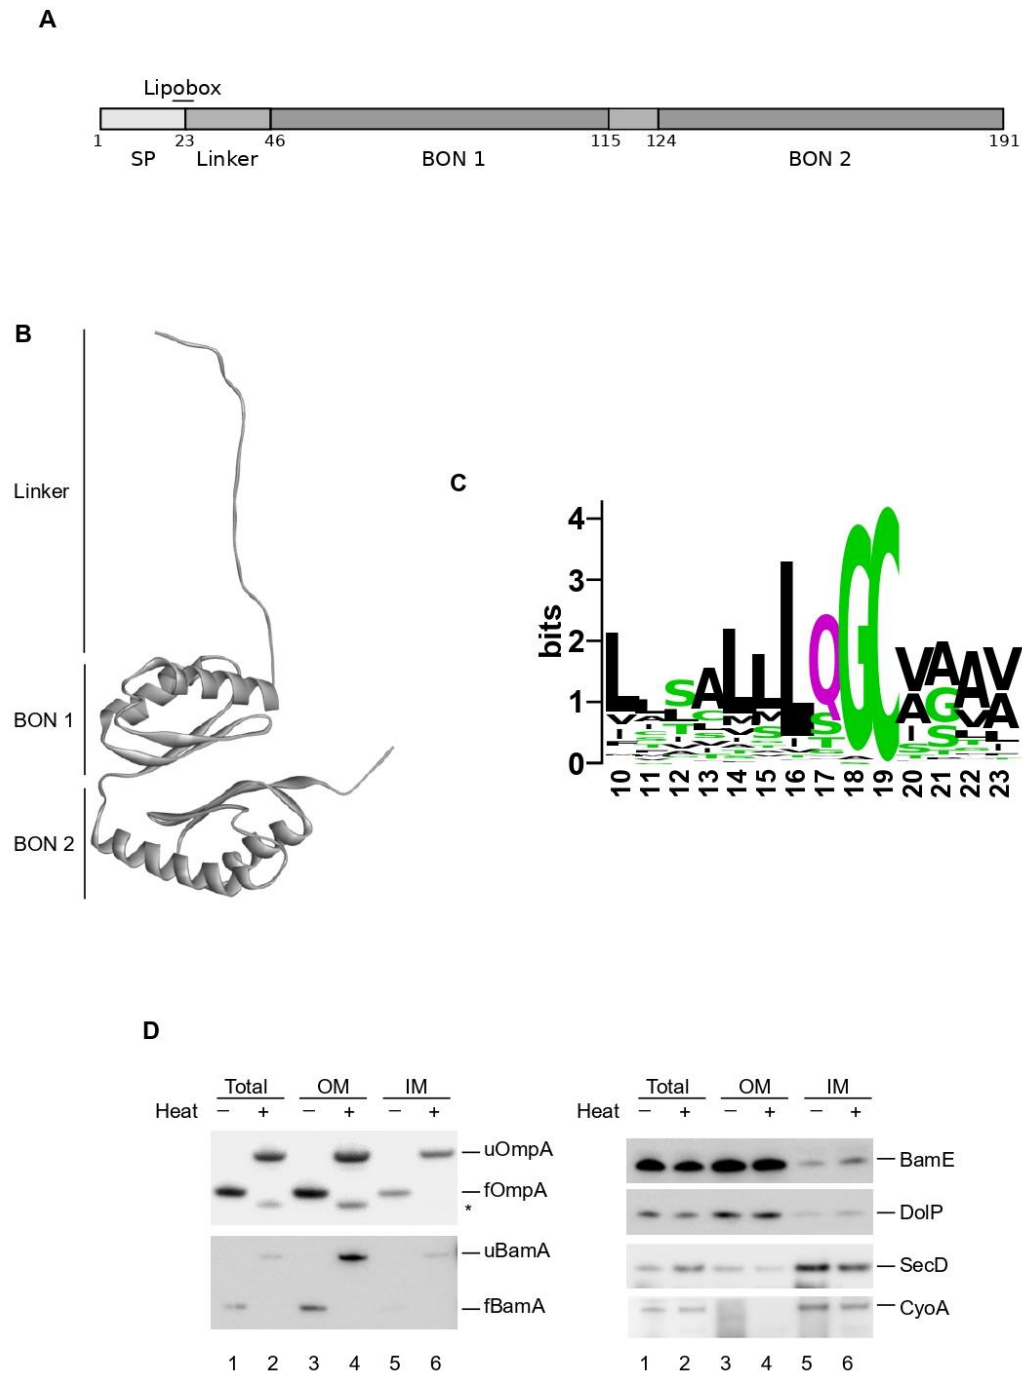 A
Lipobox
1 23 46 115 124 191
SP Linker BON 1 BON 2
B
Linker
BON 1
BON 2
C
bits
4
3
2
1
0
10 11 12 13 14 15 16 17 18 19 20 21 22 23
D
Total OM IM
Heat − + − + − +
uOmpA
fOmpA
*
uBamA
fBamA
1 2 3 4 5 6
Total OM IM
Heat − + − + − +
BamE
DolP
SecD
CyoA
1 2 3 4 5 6